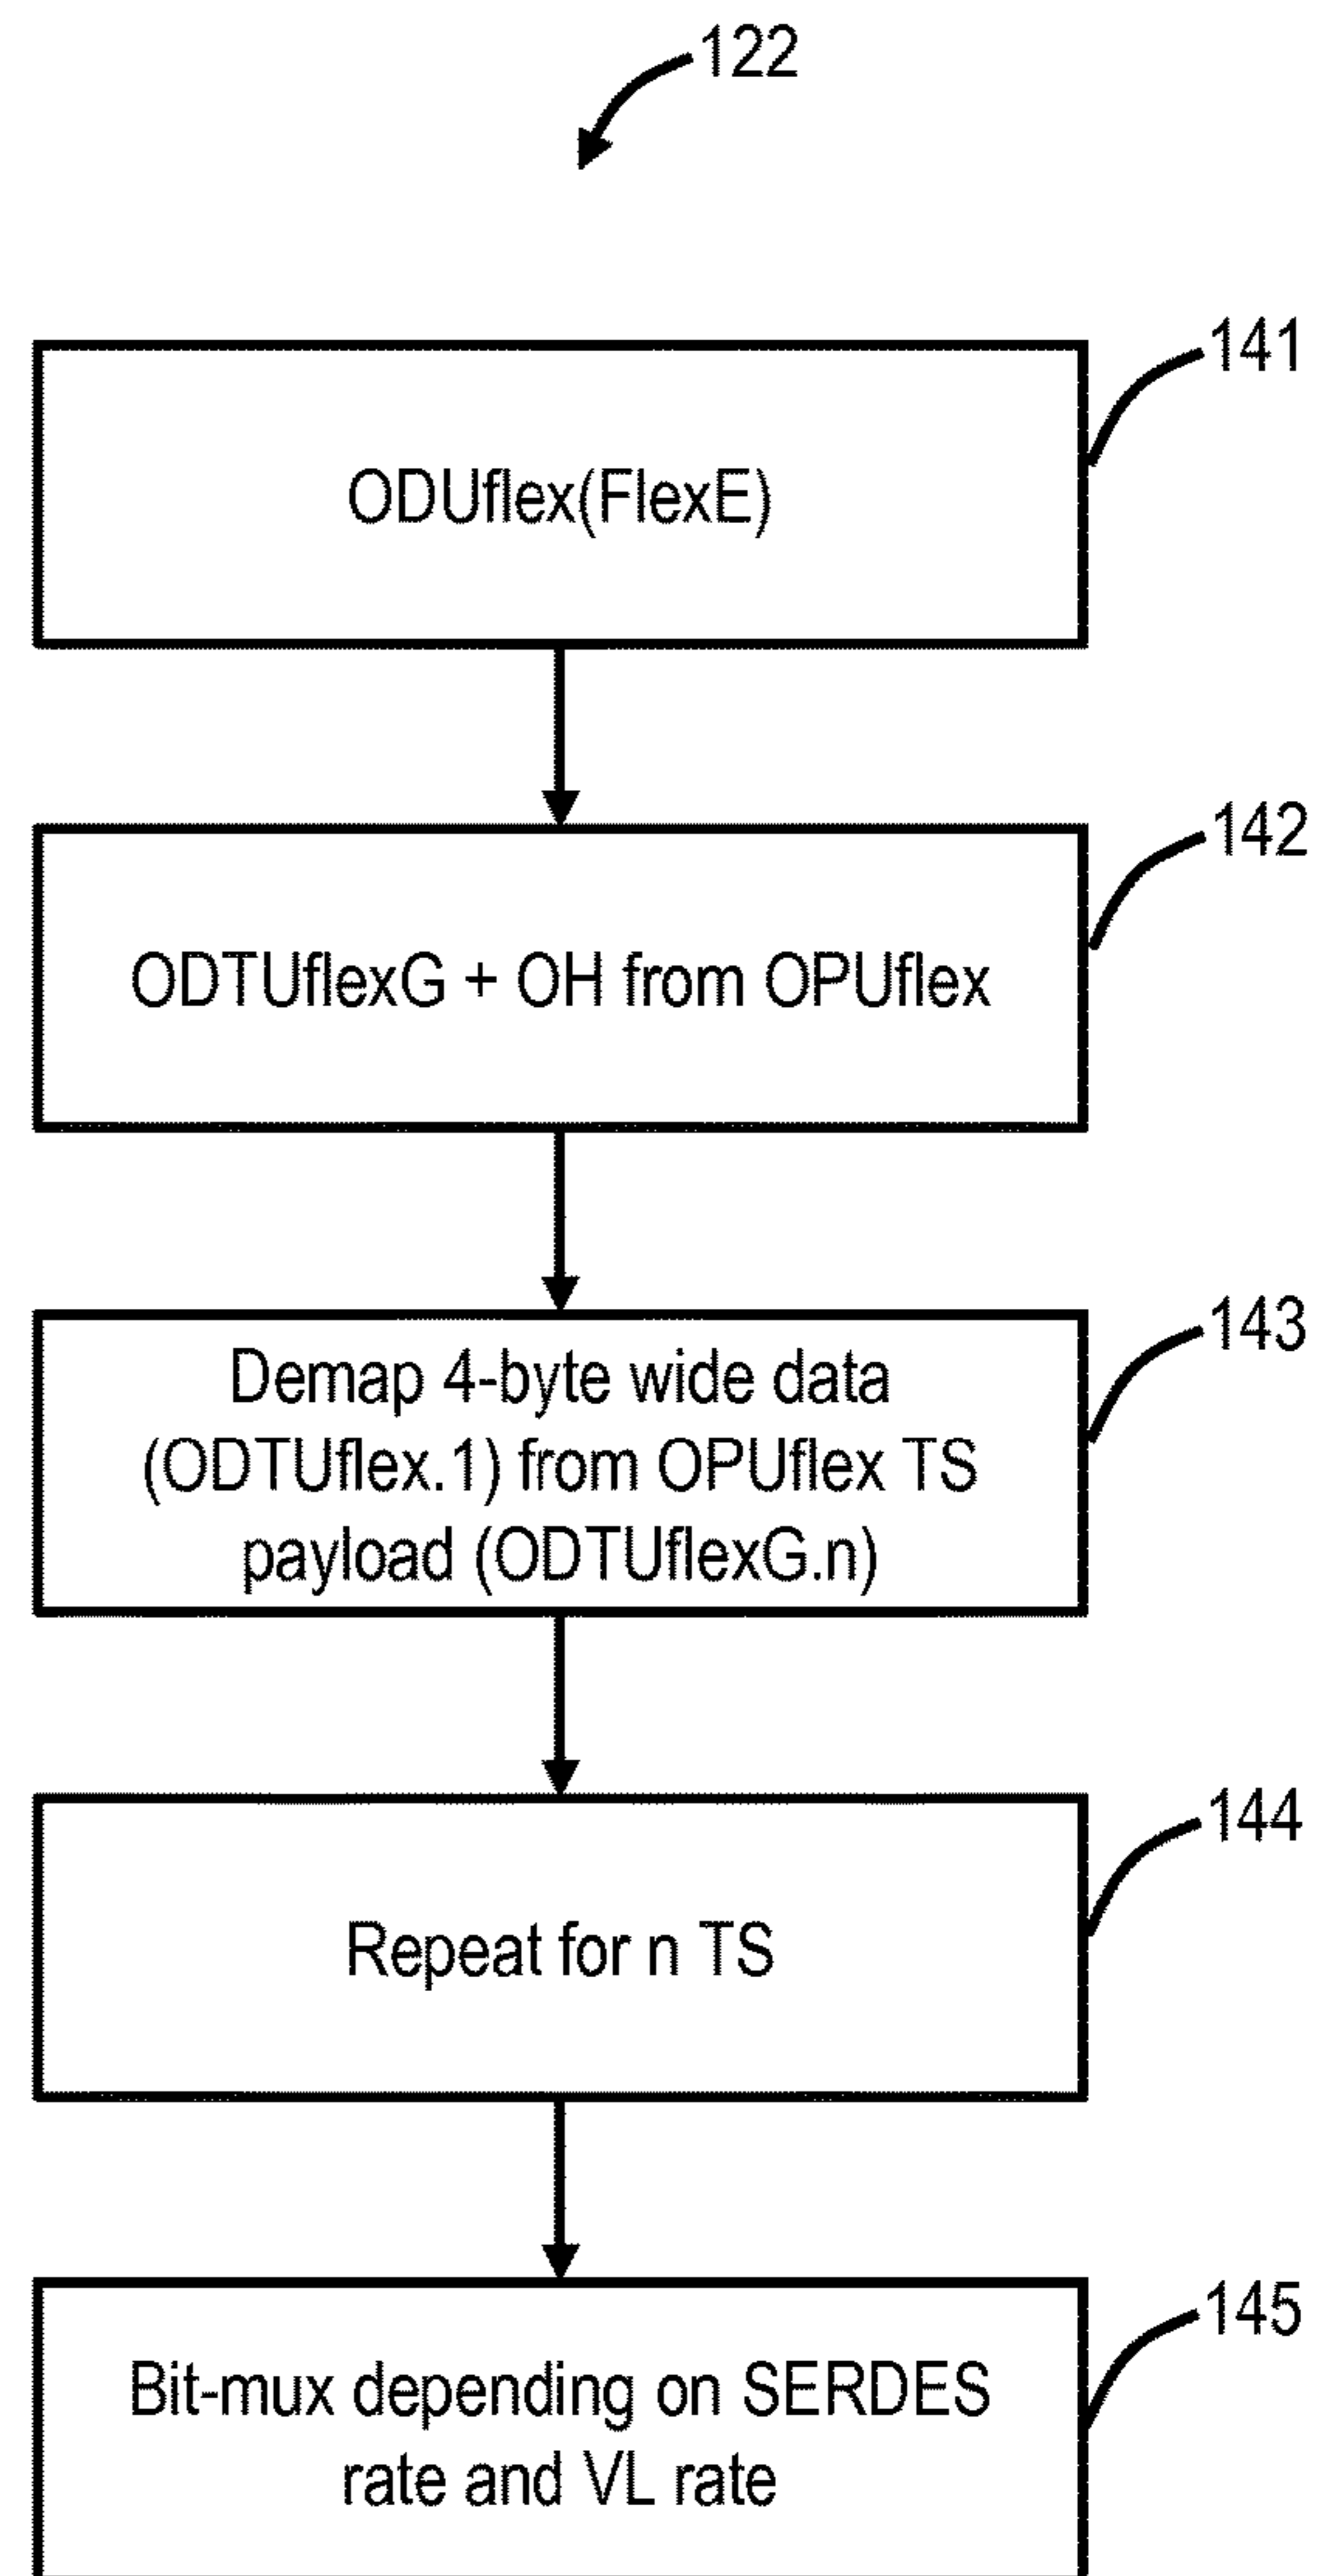 122
141
ODUflex(FlexE)
142
ODTUflexG + OH from OPUflex
143
Demap 4-byte wide data
(ODTUflex.1) from OPUflex TS
payload (ODTUflexG.n)
144
Repeat for n TS
145
Bit-mux depending on SERDES
rate and VL rate